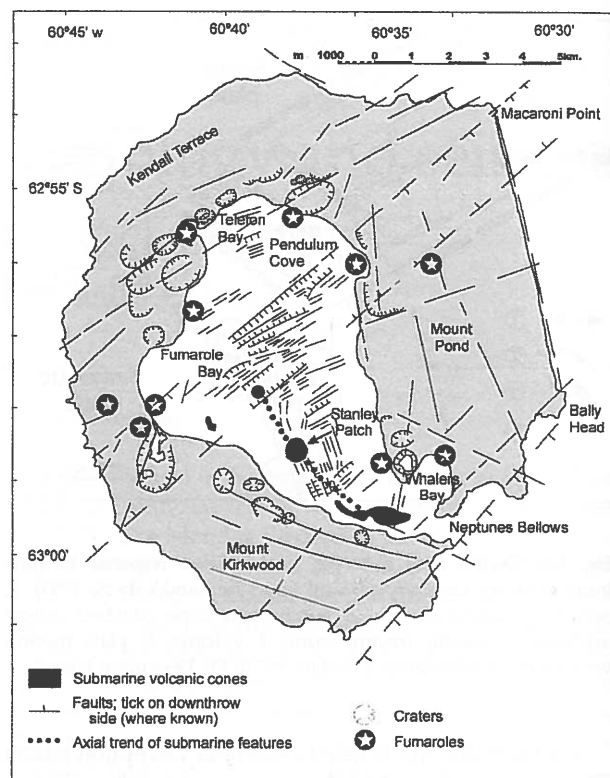 60°45' w
60°40'
60°35'
60°30'
m 1000 0 1 2 3 4 5km.
Macaroni Point
Kendall Terrace
62°55' S
Telefon
Bay
Pendulum
Cove
Mount
Pond
Fumarole
Bay
Stanley
Patch
Bally
Head
Whalers
Bay
Neptunes Bellows
63°00'
Mount
Kirkwood
Submarine volcanic cones
Faults; tick on downthrow
side (where known)
Craters
Axial trend of submarine features
Fumaroles